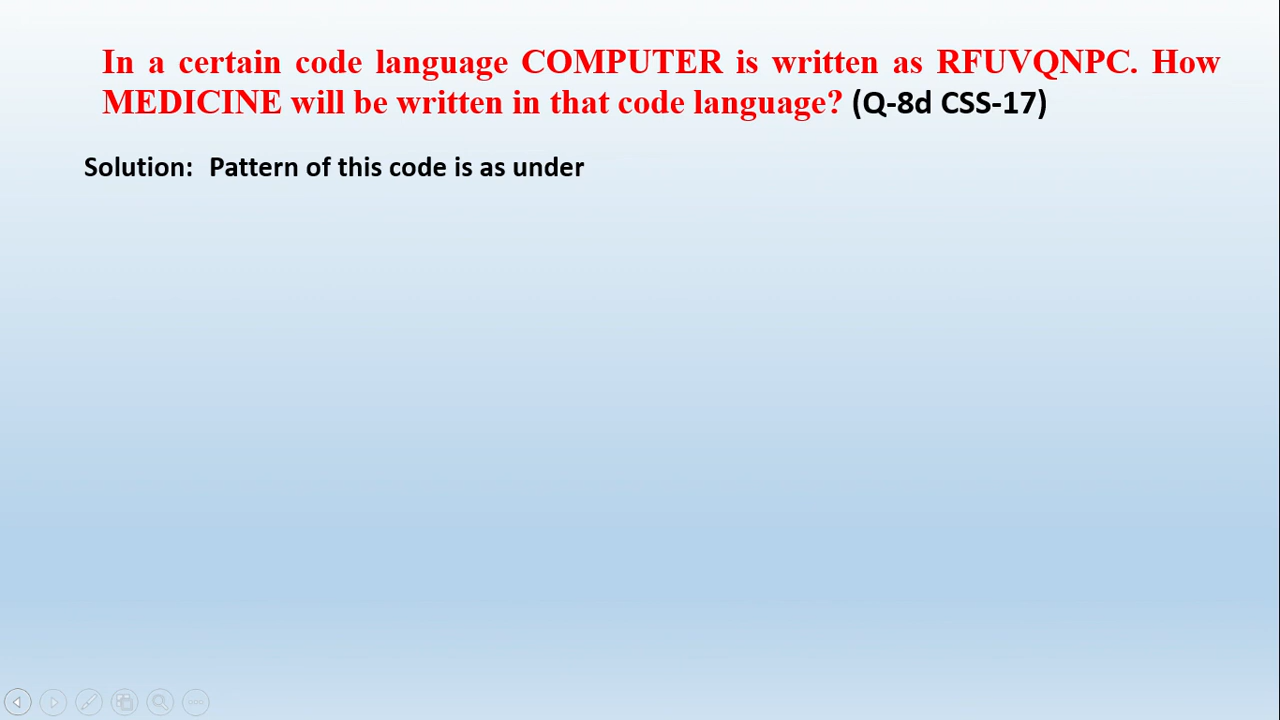 In a certain code language COMPUTER is written as RFUVQNPC. How
MEDICINE will be written in that code language? (Q-8d CSS-17)
Solution: Pattern of this code is as under